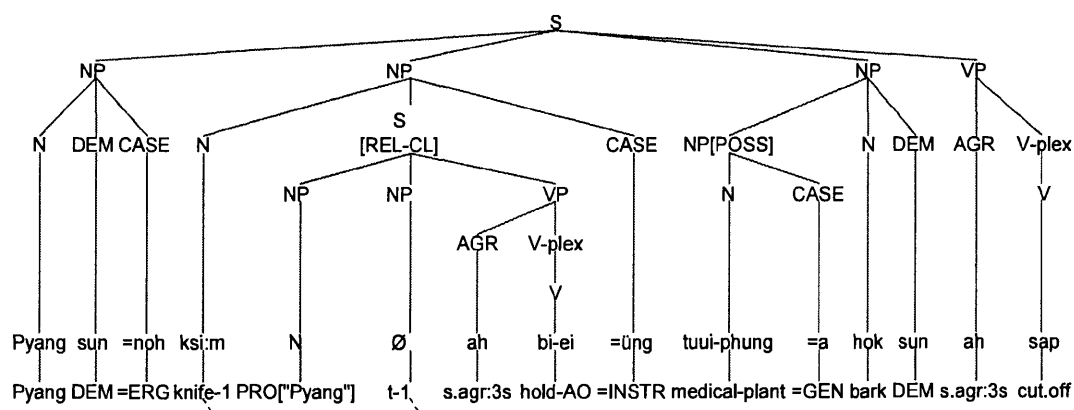 S
NP NP NP VP
S
N DEM CASE N [REL-CL] CASE NP[POSS] N DEM AGR V-plex
NP NP VP N CASE V
AGR V-plex
V
Pyang sun =noh ksi:m N Ø ah bi-ei =üng tuui-phung =a hok sun ah sap
Pyang DEM =ERG knife-1 PRO["Pyang"] t-1 s.agr:3s hold-AO =INSTR medical-plant =GEN bark DEM s.agr:3s cut.off